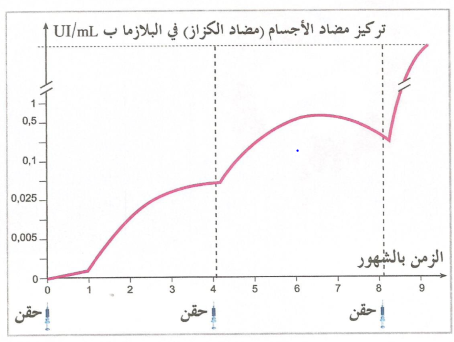 تركيز مضاد الأجسام (مضاد الكزاز) في البلازما ب UI/mL
1
0,5
0,1
0,025
0,005
0
0 1 2 3 4 5 6 7 8 9
الزمن بالشهور
حقن حقن حقن